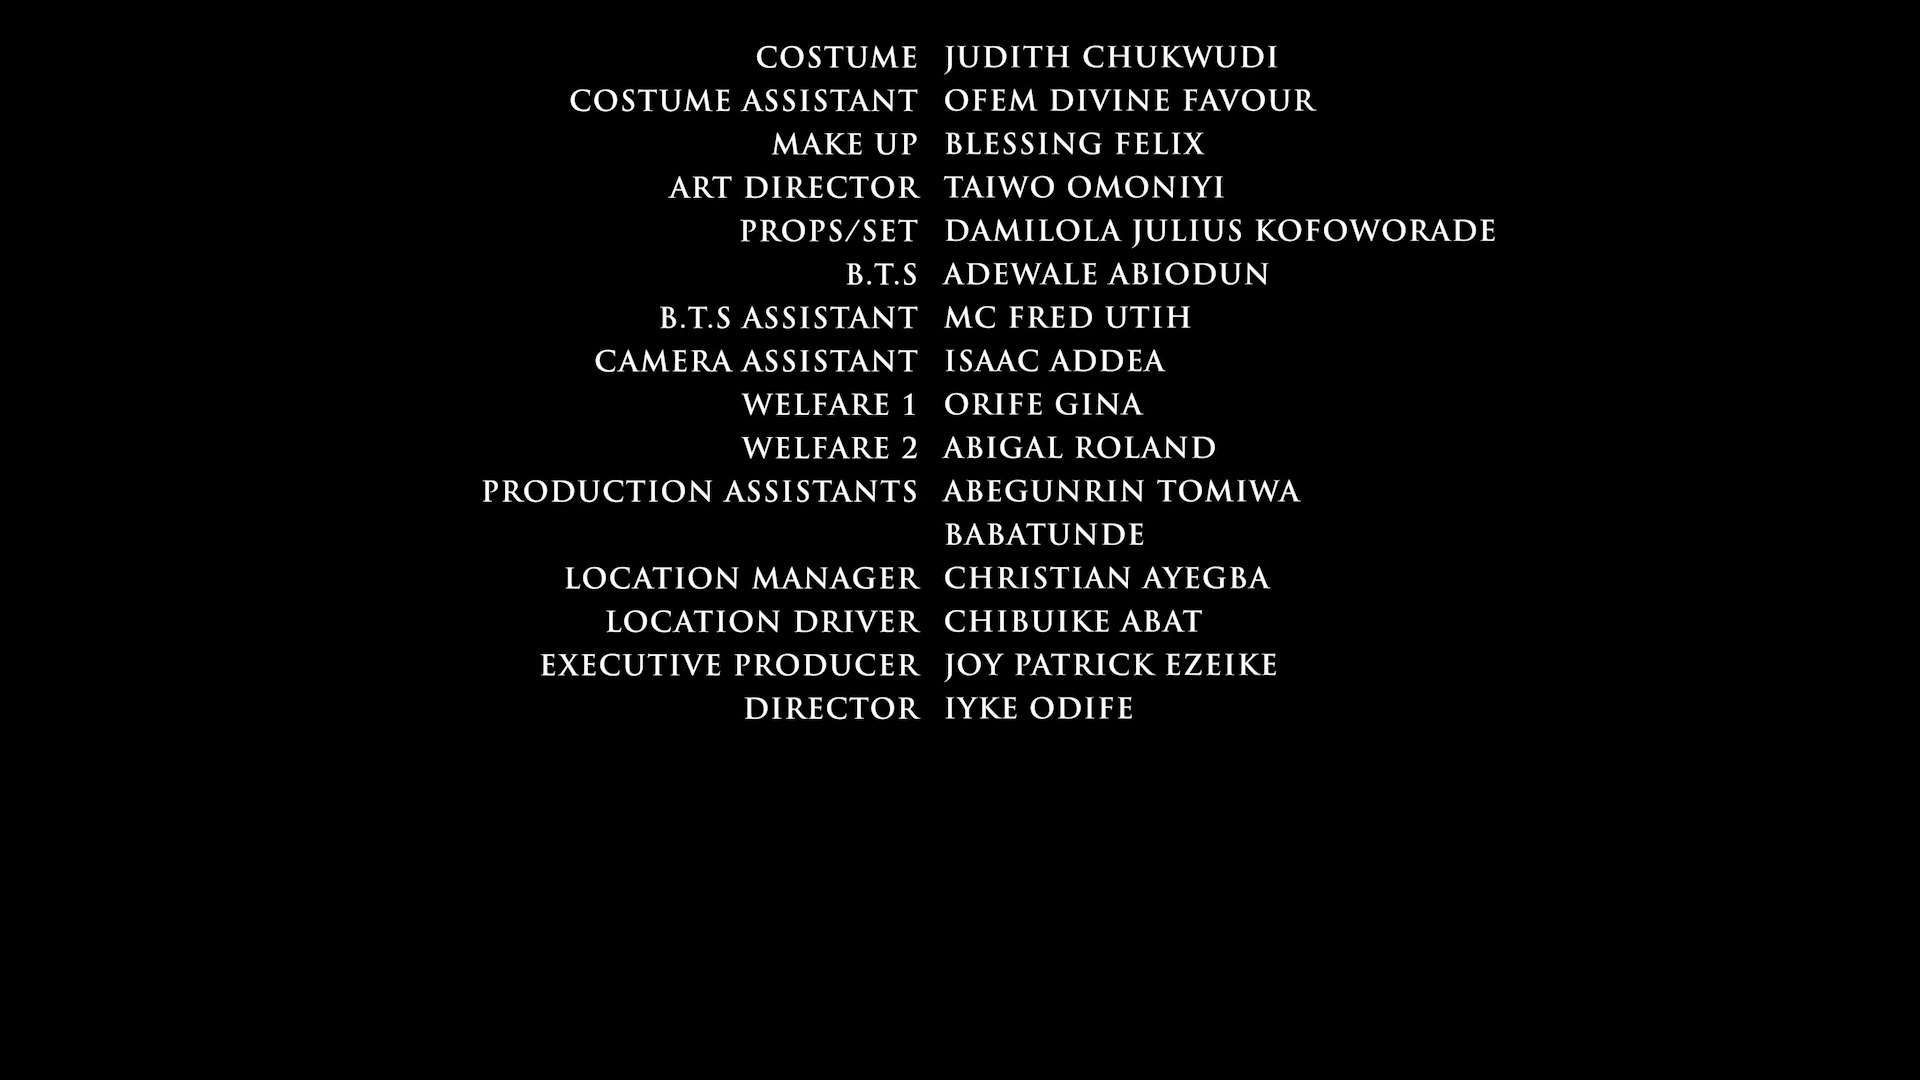 COSTUME JUDITH CHUKWUDI
COSTUME ASSISTANT OFEM DIVINE FAVOUR
MAKE UP BLESSING FELIX
ART DIRECTOR TAIWO OMONIYI
PROPS/SET DAMILOLA JULIUS KOFOWORADE
B.T.S ADEWALE ABIODUN
B.T.S ASSISTANT MC FRED UTIH
CAMERA ASSISTANT ISAAC ADDEA
WELFARE 1 ORIFE GINA
WELFARE 2 ABIGAL ROLAND
PRODUCTION ASSISTANTS ABEGUNRIN TOMIWA
BABATUNDE
LOCATION MANAGER CHRISTIAN AYEGBA
LOCATION DRIVER CHIBUIKE ABAT
EXECUTIVE PRODUCER JOY PATRICK EZEIKE
DIRECTOR IYKE ODIFE